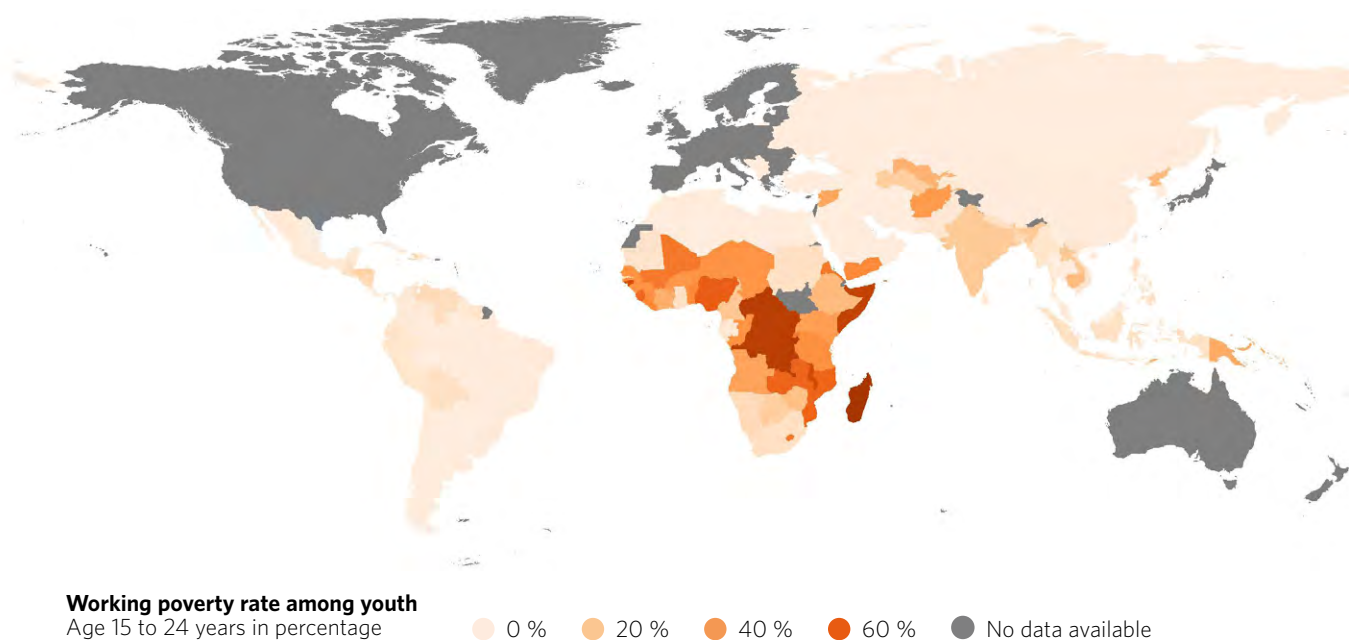 Working poverty rate among youth
Age 15 to 24 years in percentage
0 %
20 %
40 %
60 %
No data available